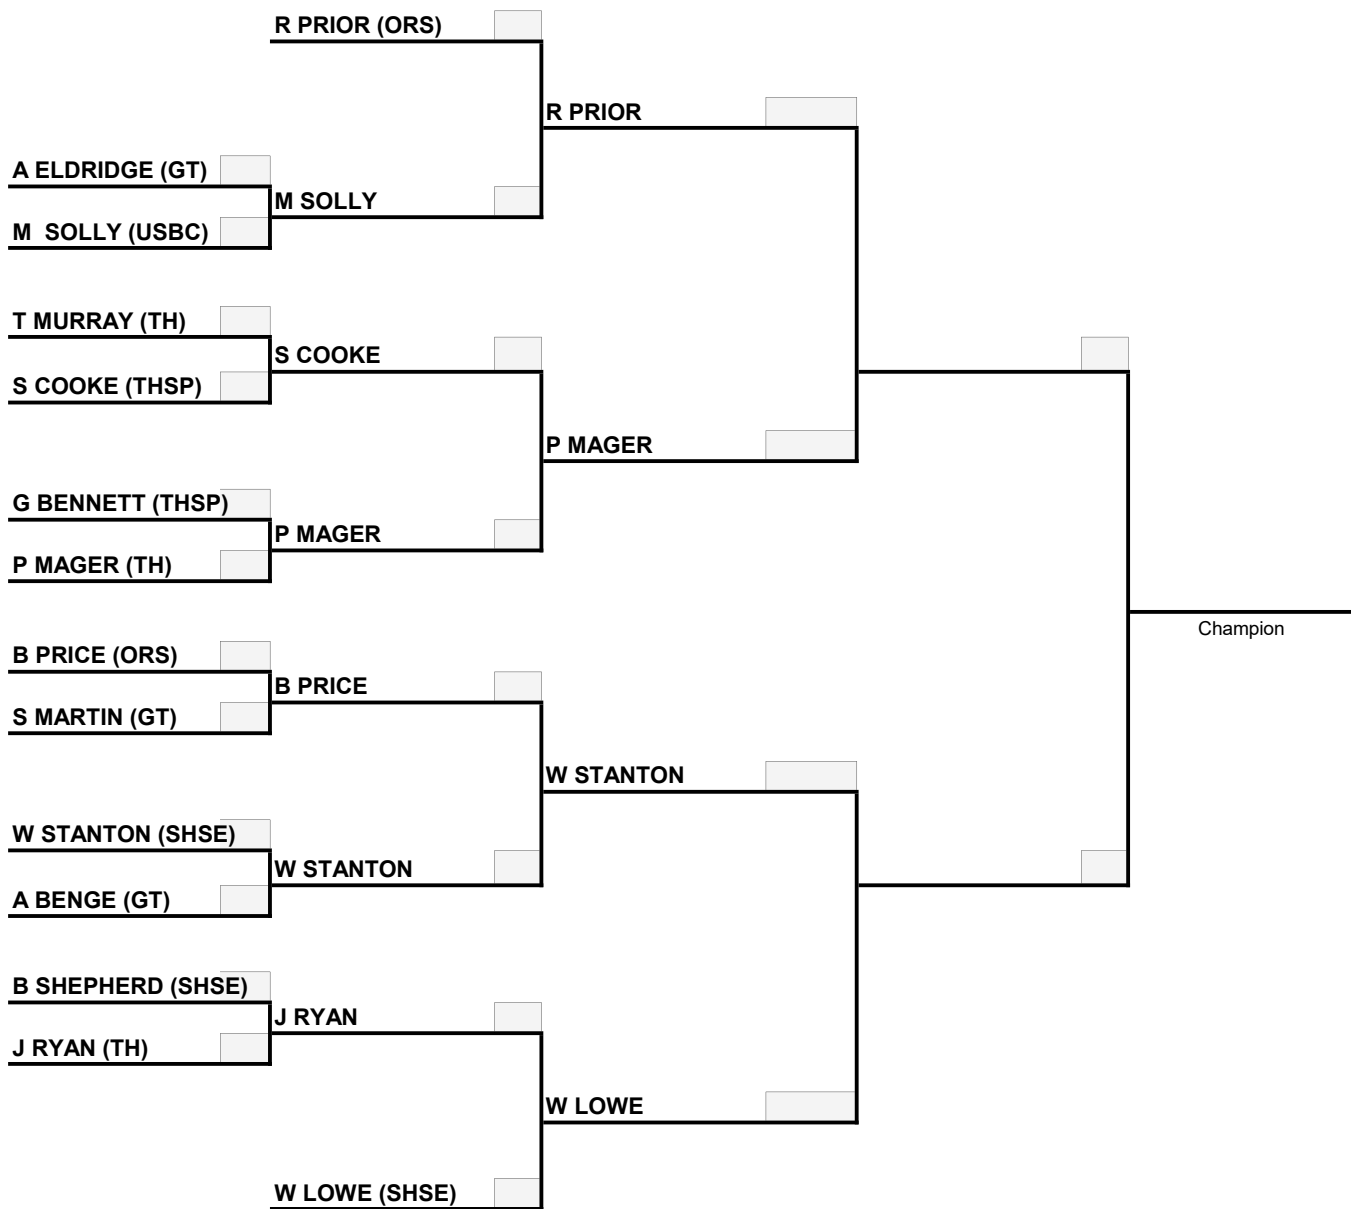 R PRIOR (ORS)
R PRIOR
A ELDRIDGE (GT)
M SOLLY
M  SOLLY (USBC)
T MURRAY (TH)
S COOKE
S COOKE (THSP)
P MAGER
G BENNETT (THSP)
P MAGER
P MAGER (TH)
Champion
B PRICE (ORS)
B PRICE
S MARTIN (GT)
W STANTON
W STANTON (SHSE)
W STANTON
A BENGE (GT)
B SHEPHERD (SHSE)
J RYAN
J RYAN (TH)
W LOWE
W LOWE (SHSE)